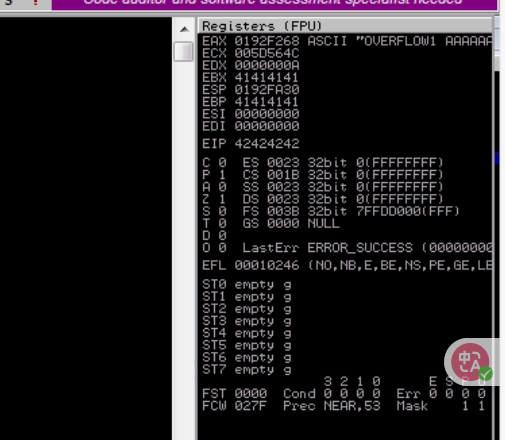 Code auditor and software assessment specialist needed
Registers (FPU)
EAX 0192F268 ASCII "OVERFLOW1 AAAAAA
ECX 005D564C
EDX 0000000A
EBX 41414141
ESP 0192FA30
EBP 41414141
ESI 00000000
EDI 00000000
EIP 42424242
C 0 ES 0023 32bit 0(FFFFFFFF)
P 1 CS 001B 32bit 0(FFFFFFFF)
A 0 SS 0023 32bit 0(FFFFFFFF)
Z 1 DS 0023 32bit 0(FFFFFFFF)
S 0 FS 003B 32bit 7FFDD000(FFF)
T 0 GS 0000 NULL
D 0
O 0 LastErr ERROR_SUCCESS (00000000
EFL 00010246 (NO,NB,E,BE,NS,PE,GE,LE
ST0 empty g
ST1 empty g
ST2 empty g
ST3 empty g
ST4 empty g
ST5 empty g
ST6 empty g
ST7 empty g
3 2 1 0 E S
FST 0000 Cond 0 0 0 0 Err 0 0 0 0
FCW 027F Prec NEAR,53 Mask 1 1